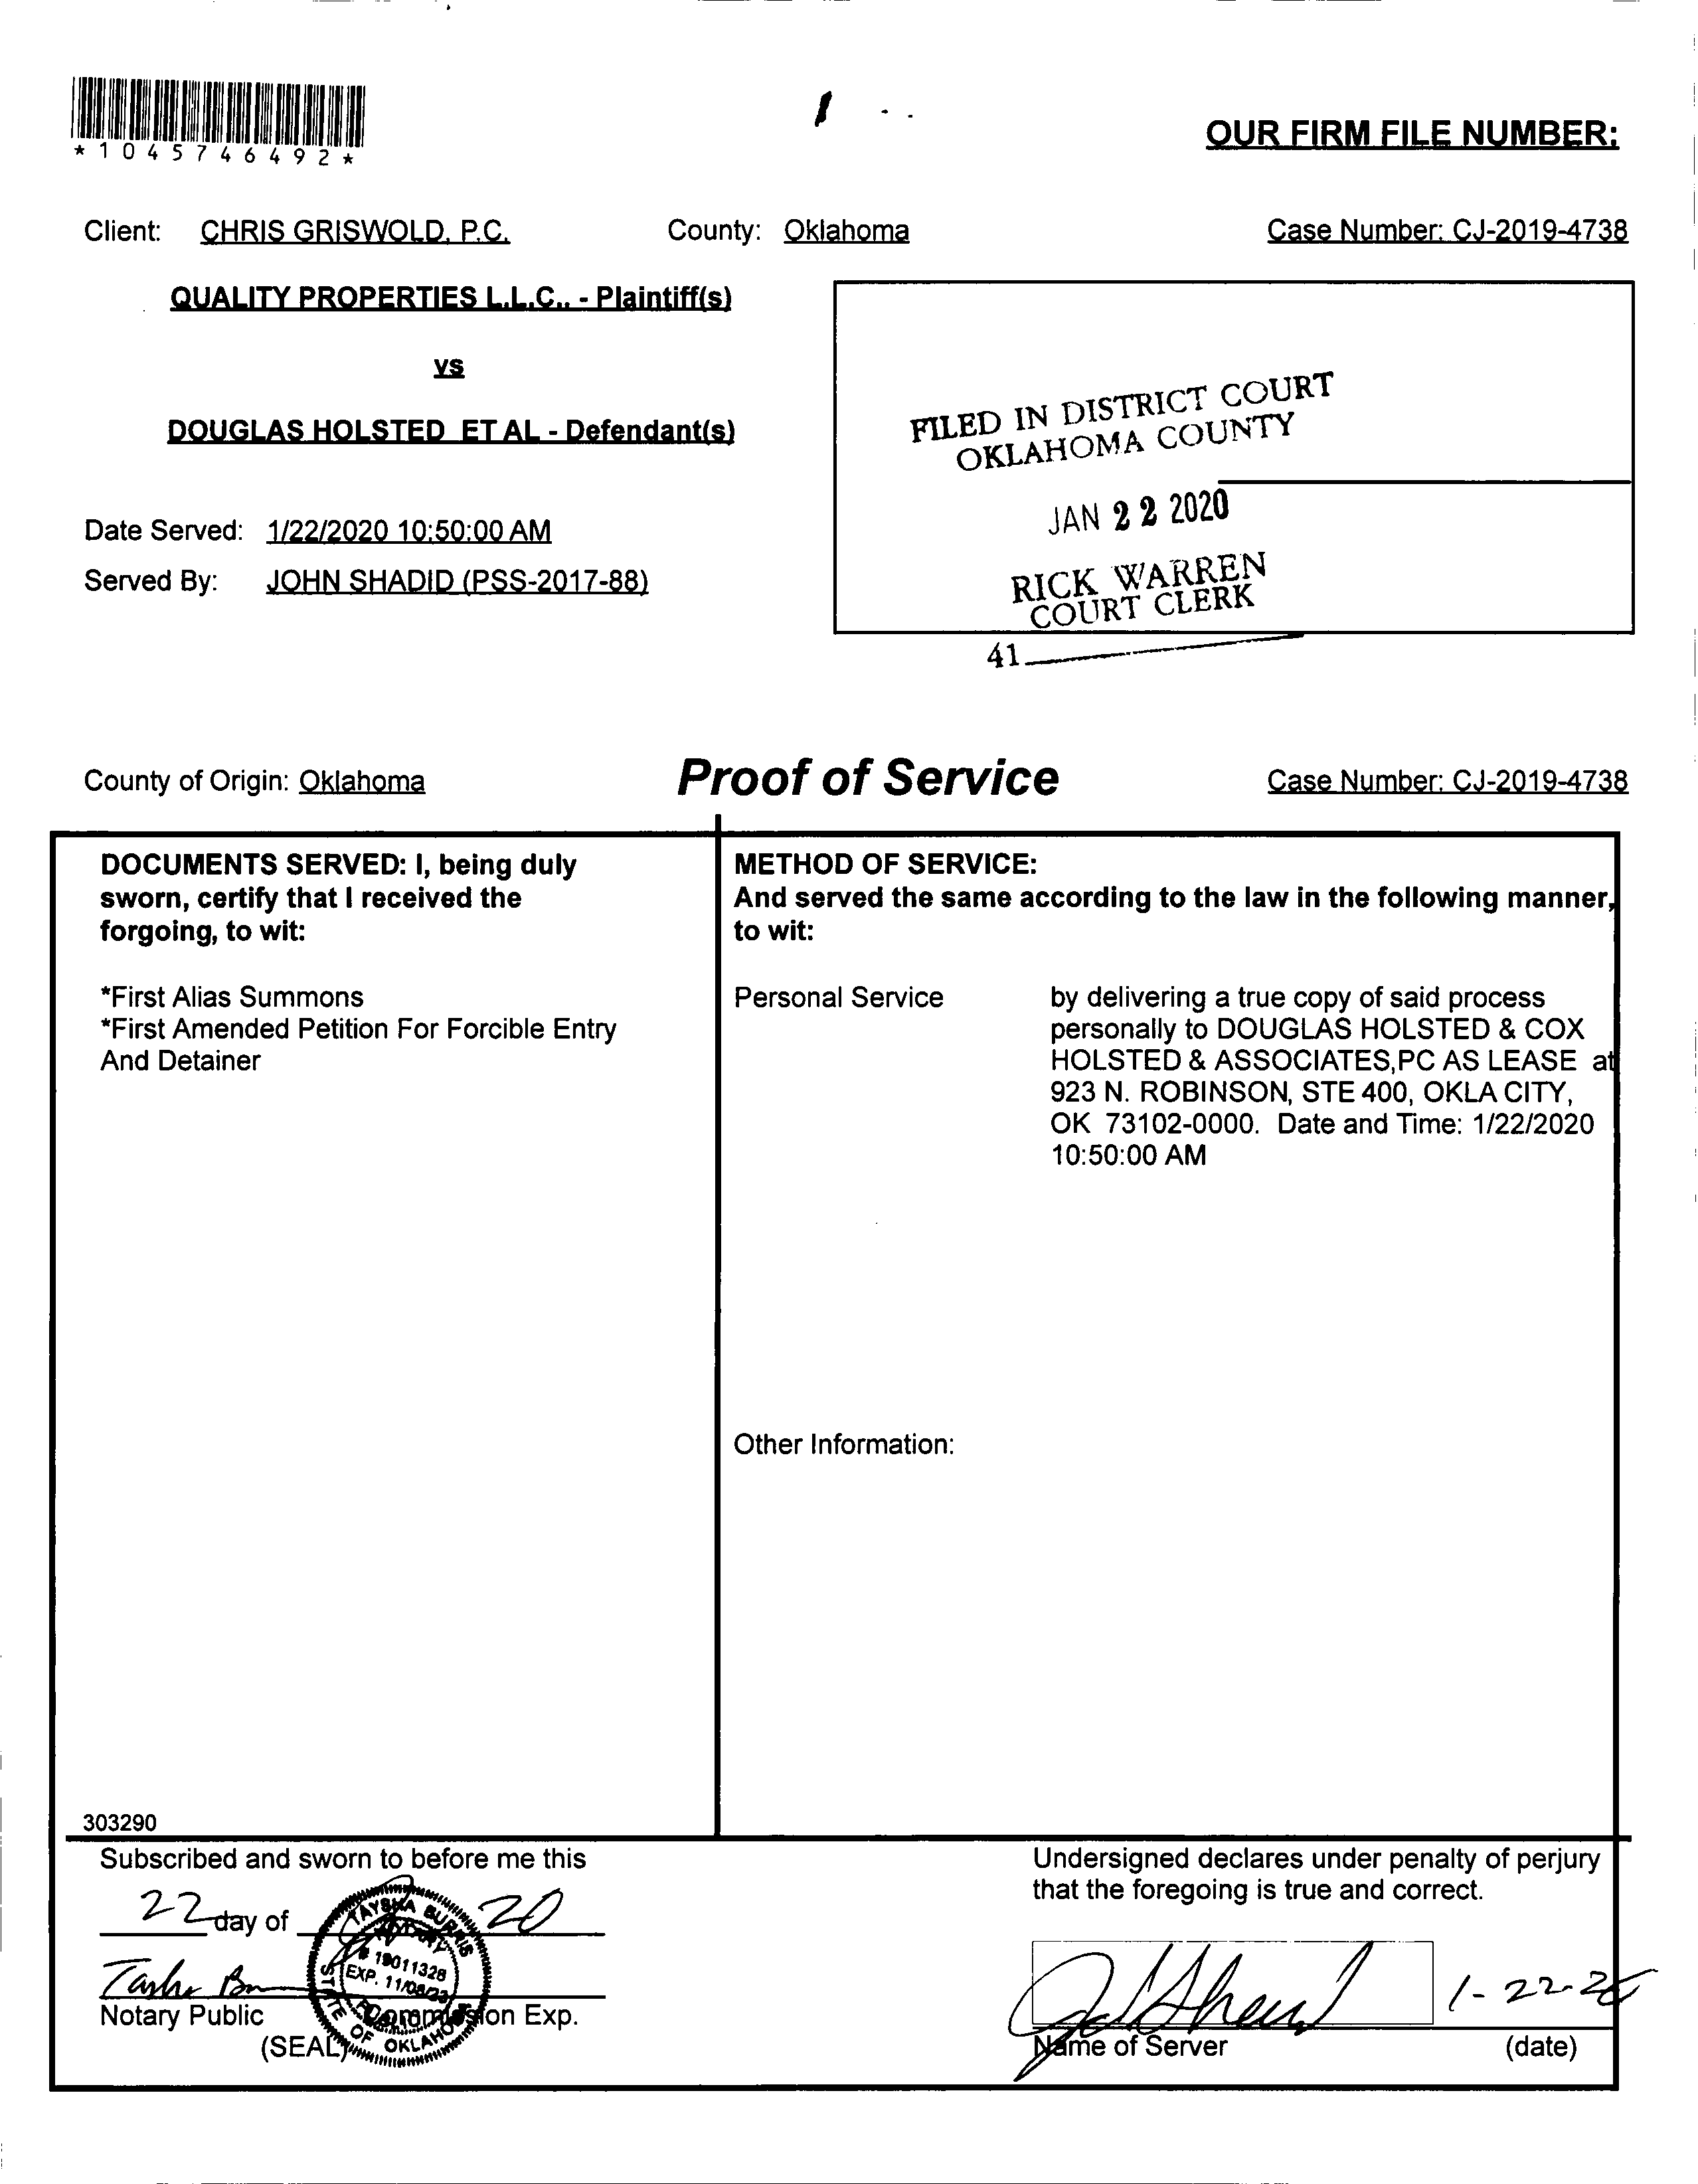 *1045746492*
OUR FIRM FILE NUMBER:
Client: CHRIS GRISWOLD, P.C. County: Oklahoma Case Number: CJ-2019-4738
QUALITY PROPERTIES L.L.C.. - Plaintiff(s)
vs
DOUGLAS HOLSTED ET AL - Defendant(s)
FILED IN DISTRICT COURT
OKLAHOMA COUNTY
JAN 22 2020
RICK WARREN
COURT CLERK
41
Date Served: 1/22/2020 10:50:00 AM
Served By: JOHN SHADID (PSS-2017-88)
County of Origin: Oklahoma Proof of Service Case Number: CJ-2019-4738
DOCUMENTS SERVED: I, being duly
sworn, certify that I received the
forgoing, to wit:
*First Alias Summons
*First Amended Petition For Forcible Entry
And Detainer
METHOD OF SERVICE:
And served the same according to the law in the following manner,
to wit:
Personal Service
by delivering a true copy of said process
personally to DOUGLAS HOLSTED & COX
HOLSTED & ASSOCIATES,PC AS LEASE at
923 N. ROBINSON, STE 400, OKLA CITY,
OK 73102-0000. Date and Time: 1/22/2020
10:50:00 AM
Other Information:
303290
Subscribed and sworn to before me this
22 day of 20
Notary Public Commission Exp.
(SEAL)
TAYSHA BURRIS
NOTARY
# 19011328
EXP. 11/08/23
PUBLIC
STATE OF OKLAHOMA
Undersigned declares under penalty of perjury
that the foregoing is true and correct.
1-22-20
Name of Server (date)